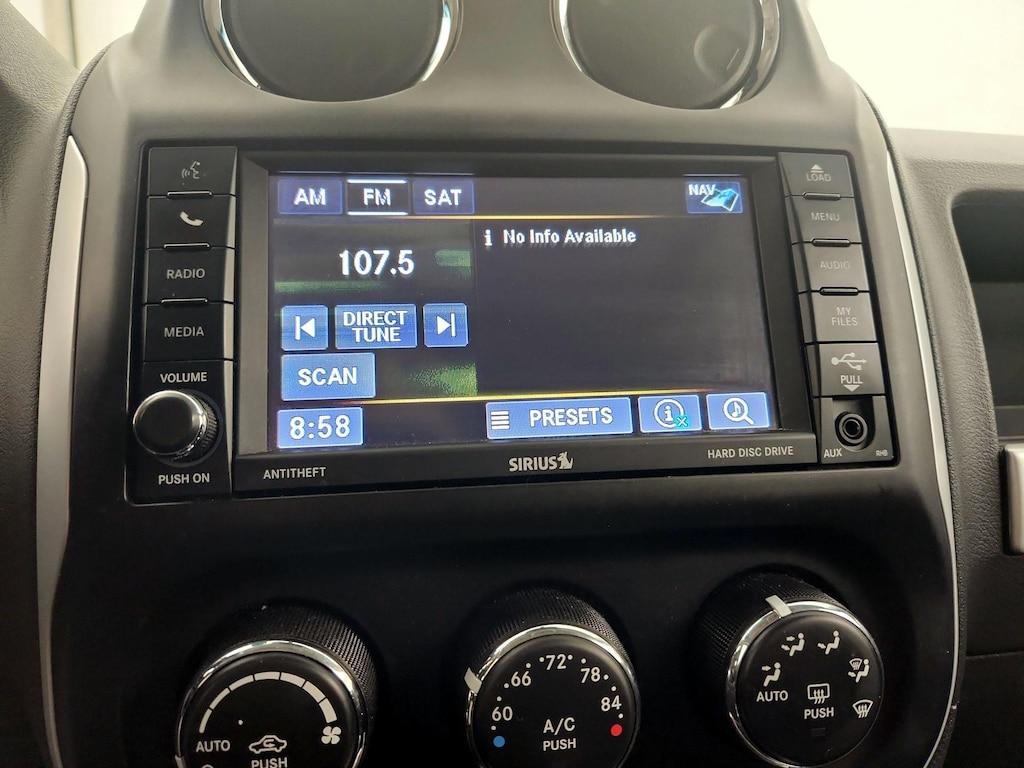 AM FM SAT NAV
LOAD
MENU
RADIO
107.5
i No Info Available
AUDIO
MEDIA
DIRECT
TUNE
MY
FILES
VOLUME
SCAN
PULL
8:58
PRESETS
i
PUSH ON
ANTITHEFT
SIRIUS
HARD DISC DRIVE
AUX
RHB
60 66 72° 78 84
A/C
PUSH
AUTO
PUSH
AUTO
PUSH